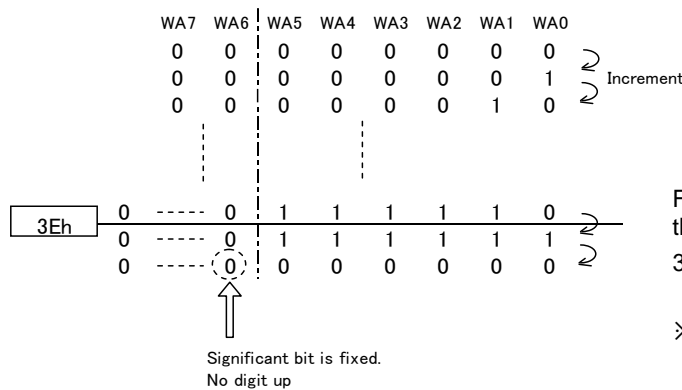 WA7 WA6 WA5 WA4 WA3 WA2 WA1 WA0
0 0 0 0 0 0 0 0
0 0 0 0 0 0 0 1
Increment
0 0 0 0 0 0 1 0
3Eh
0 ----- 0 1 1 1 1 1 0
0 ----- 0 1 1 1 1 1 1
0 ----- 0 0 0 0 0 0 0
Significant bit is fixed.
No digit up
3
※